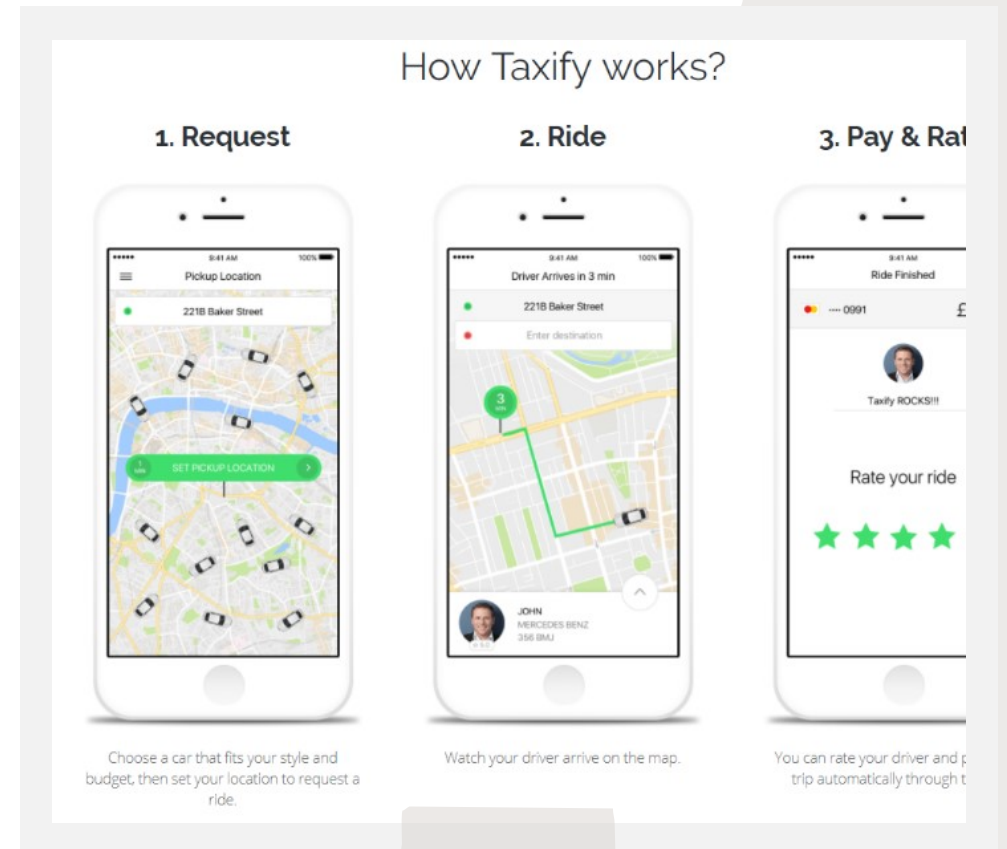 How Taxify works?
1. Request
2. Ride
3. Pay & Rat
9:41 AM 100%
Pickup Location
221B Baker Street
1 MIN SET PICKUP LOCATION
Choose a car that fits your style and
budget, then set your location to request a
ride.
9:41 AM 100%
Driver Arrives in 3 min
221B Baker Street
Enter destination
3
MIN
JOHN
MERCEDES BENZ
356 BMJ
Watch your driver arrive on the map.
9:41 AM
Ride Finished
•••• 0991 £
Taxify ROCKS!!!
Rate your ride
You can rate your driver and p
trip automatically through t